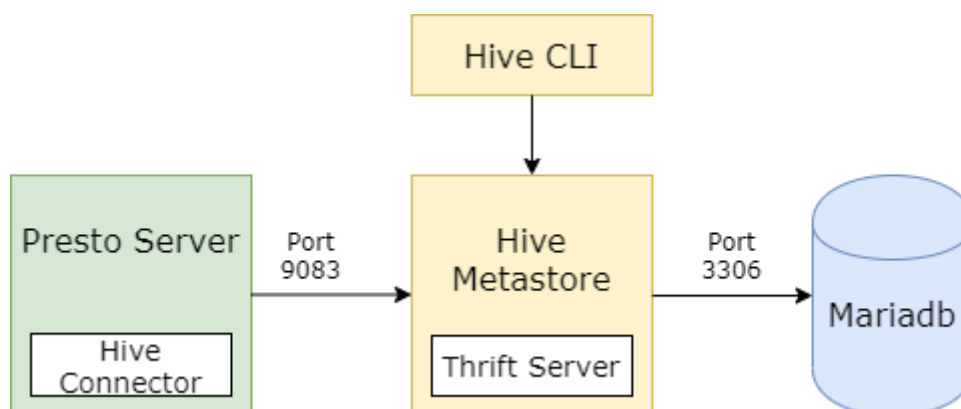 Hive CLI
Presto Server
Port
9083
Hive
Metastore
Port
3306
Mariadb
Hive
Connector
Thrift Server